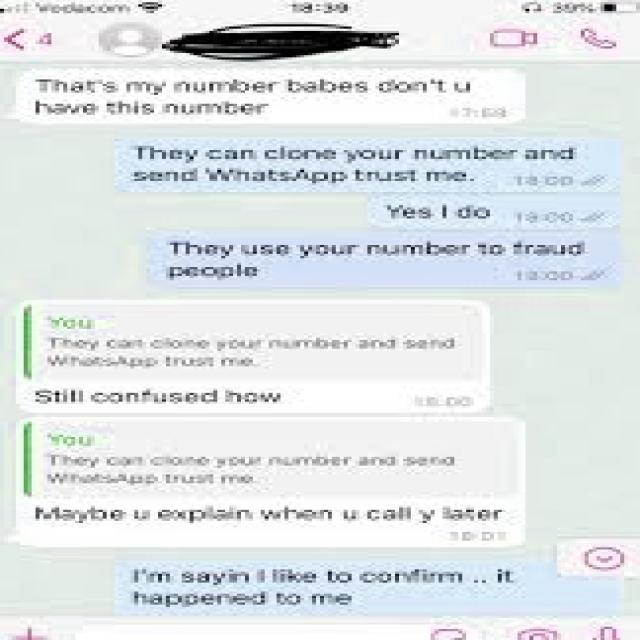 Vodacom 18:39 39%
4
That's my number babes don't u
have this number
17:59
They can clone your number and
send WhatsApp trust me. 18:00
Yes I do 18:00
They use your number to fraud
people 18:00
You
They can clone your number and send
WhatsApp trust me.
Still confused how 18:00
You
They can clone your number and send
WhatsApp trust me.
Maybe u explain when u call y later
18:01
I'm sayin I like to confirm .. it
happened to me